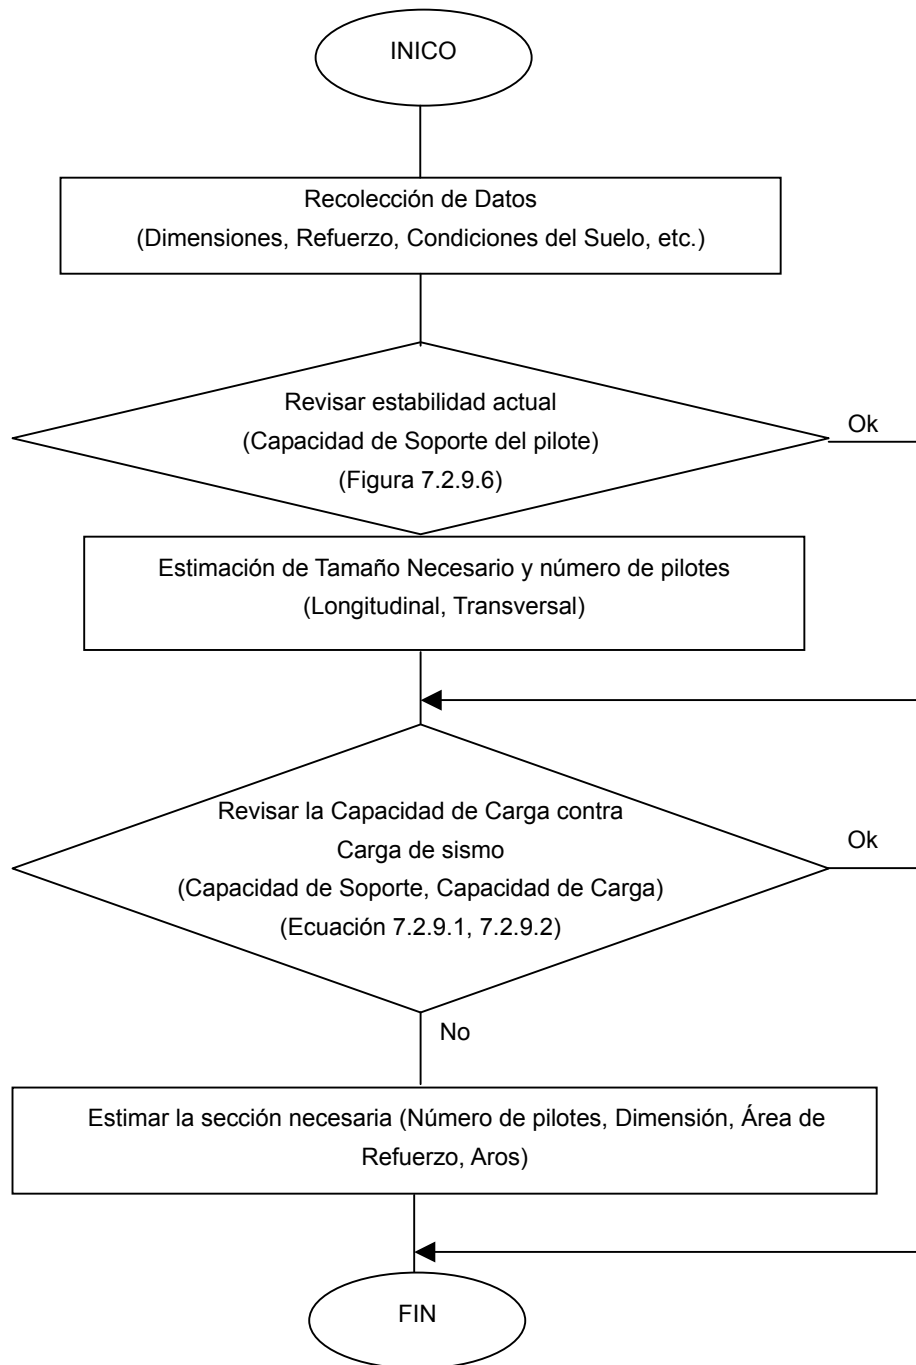 INICO
Recolección de Datos
(Dimensiones, Refuerzo, Condiciones del Suelo, etc.)
Revisar estabilidad actual
(Capacidad de Soporte del pilote)
(Figura 7.2.9.6)
Ok
Estimación de Tamaño Necesario y número de pilotes
(Longitudinal, Transversal)
Revisar la Capacidad de Carga contra
Carga de sismo
(Capacidad de Soporte, Capacidad de Carga)
(Ecuación 7.2.9.1, 7.2.9.2)
Ok
No
Estimar la sección necesaria (Número de pilotes, Dimensión, Área de
Refuerzo, Aros)
FIN